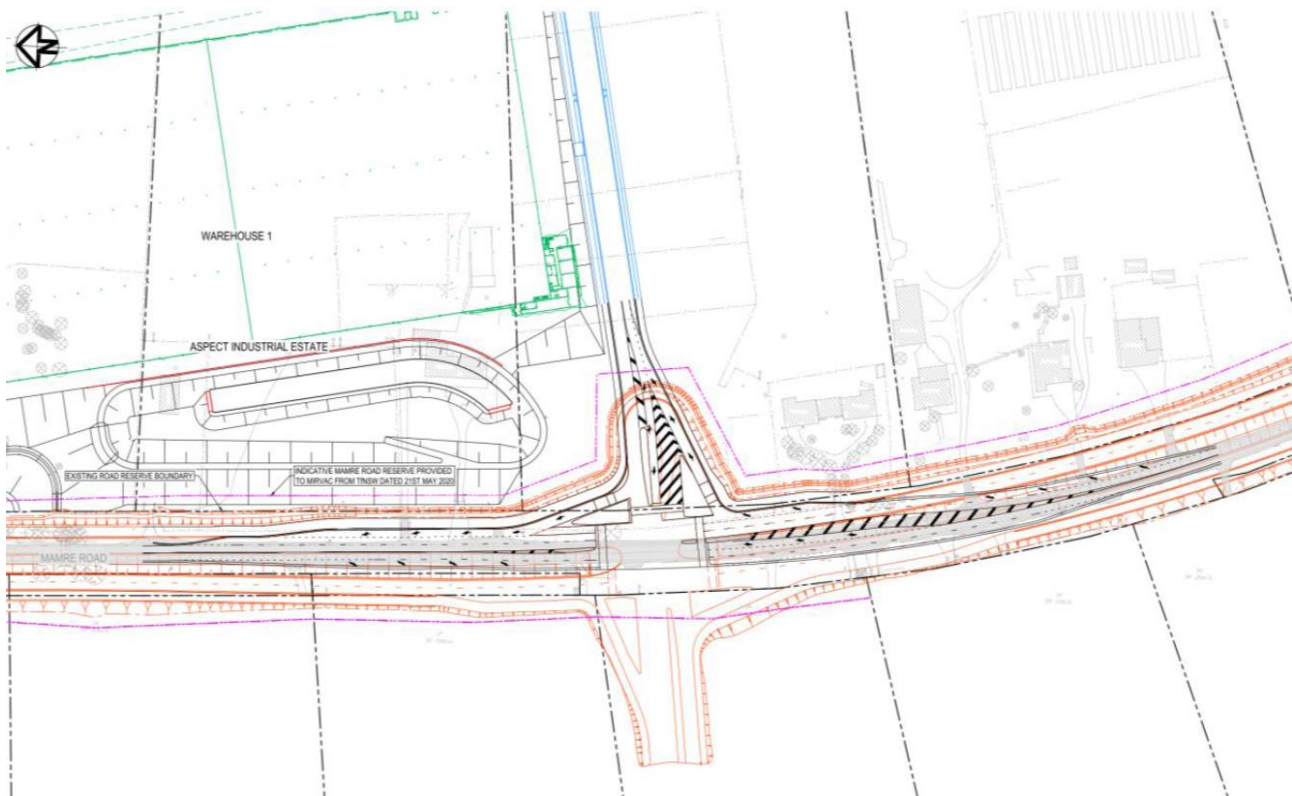 N
WAREHOUSE 1
ASPECT INDUSTRIAL ESTATE
EXISTING ROAD RESERVE BOUNDARY
INDICATIVE MAMRE ROAD RESERVE PROVIDED
TO MIRVAC FROM TfNSW DATED 21ST MAY 2020
MAMRE ROAD